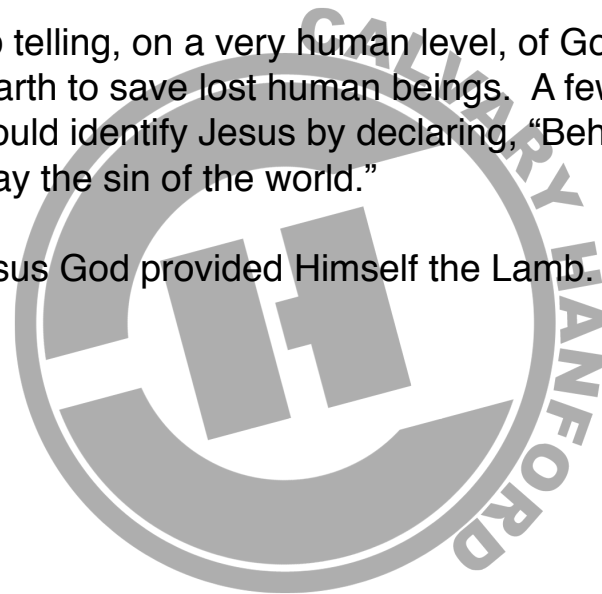 telling, on a very human level, of Go
arth to save lost human beings.  A few
ould identify Jesus by declaring, “Beh
ay the sin of the world.”
sus God provided Himself the Lamb.
CALVARY HANFORD